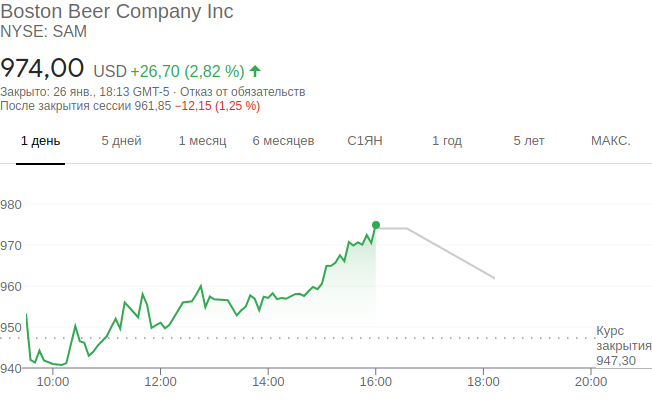 Boston Beer Company Inc
NYSE: SAM
974,00 USD +26,70 (2,82 %)
Закрыто: 26 янв., 18:13 GMT-5 · Отказ от обязательств
После закрытия сессии 961,85 −12,15 (1,25 %)
1 день 5 дней 1 месяц 6 месяцев С1ЯН 1 год 5 лет МАКС.
980
970
960
950
940
Курс
закрытия
947,30
10:00 12:00 14:00 16:00 18:00 20:00